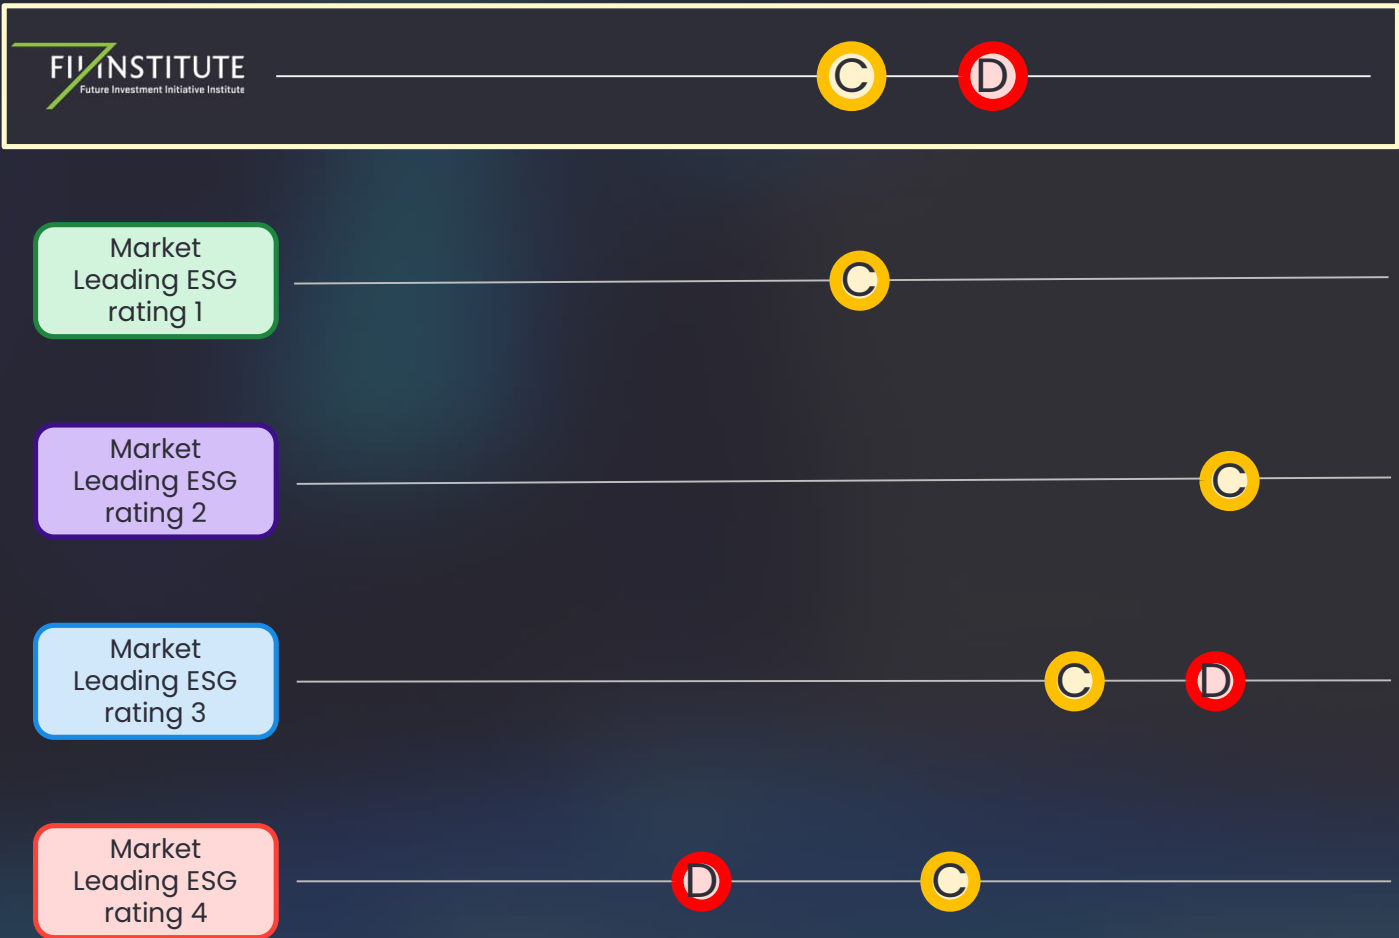 FII INSTITUTE
Future Investment Initiative Institute
C D
Market
Leading ESG
rating 1
C
Market
Leading ESG
rating 2
C
Market
Leading ESG
rating 3
C D
Market
Leading ESG
rating 4
D C